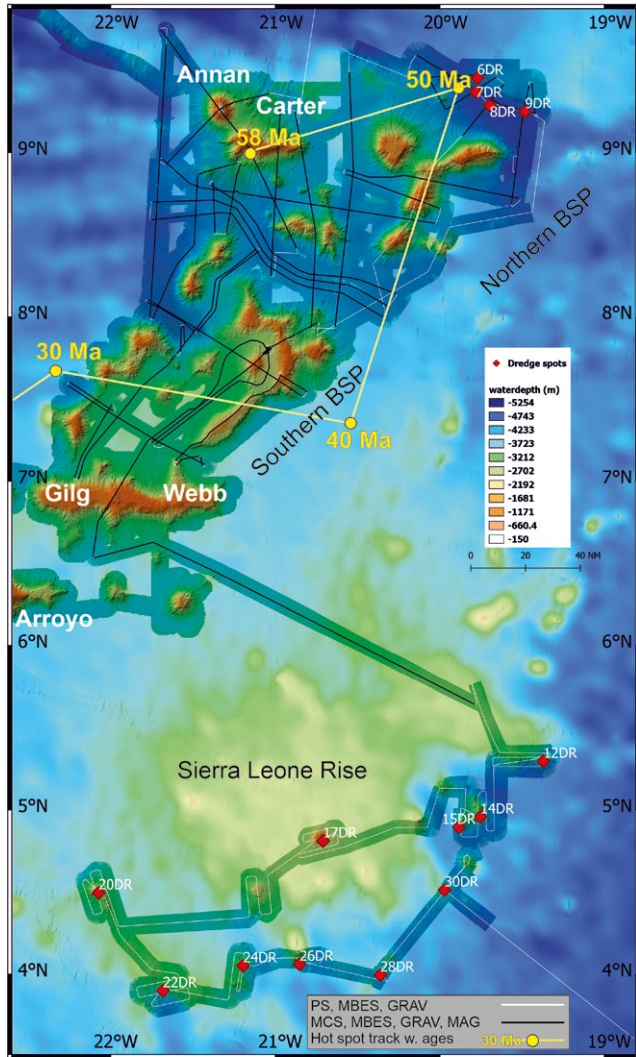 22°W 21°W 20°W 19°W
Annan
50 Ma
6DR
7DR
Carter
8DR
9DR
58 Ma
9°N 9°N
Northern BSP
8°N 8°N
30 Ma
Dredge spots
waterdepth (m)
-5254
-4743
-4233
-3723
-3212
-2702
-2192
-1681
-1171
-660.4
-150
0 20 40 NM
40 Ma
Southern BSP
7°N 7°N
Gilg Webb
Arroyo
6°N 6°N
12DR
Sierra Leone Rise
5°N 5°N
14DR
15DR
17DR
20DR
30DR
24DR
26DR
28DR
4°N 4°N
22DR
PS, MBES, GRAV
MCS, MBES, GRAV, MAG
Hot spot track w. ages 30 Ma
22°W 21°W 20°W 19°W